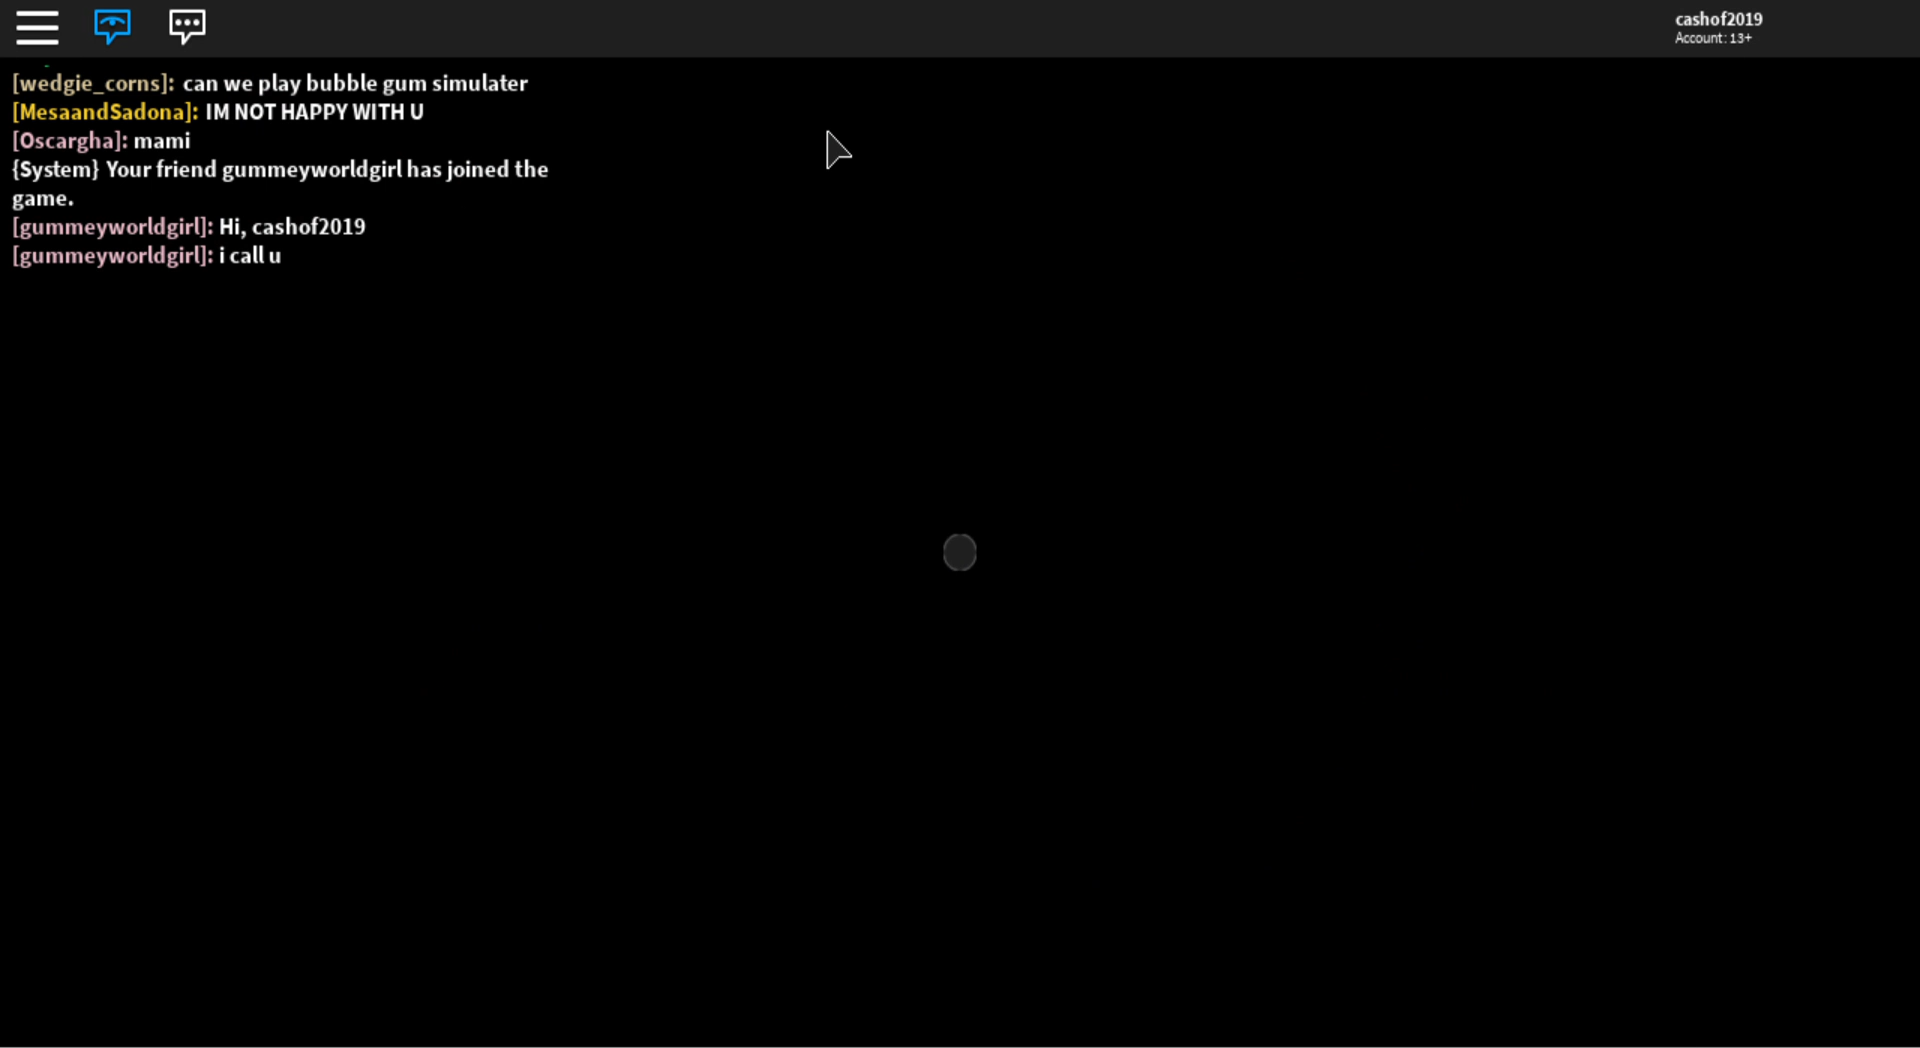 cashof2019
Account: 13+
[wedgie_corns]: can we play bubble gum simulater
[MesaandSadona]: IM NOT HAPPY WITH U
[Oscargha]: mami
{System} Your friend gummeyworldgirl has joined the
game.
[gummeyworldgirl]: Hi, cashof2019
[gummeyworldgirl]: i call u